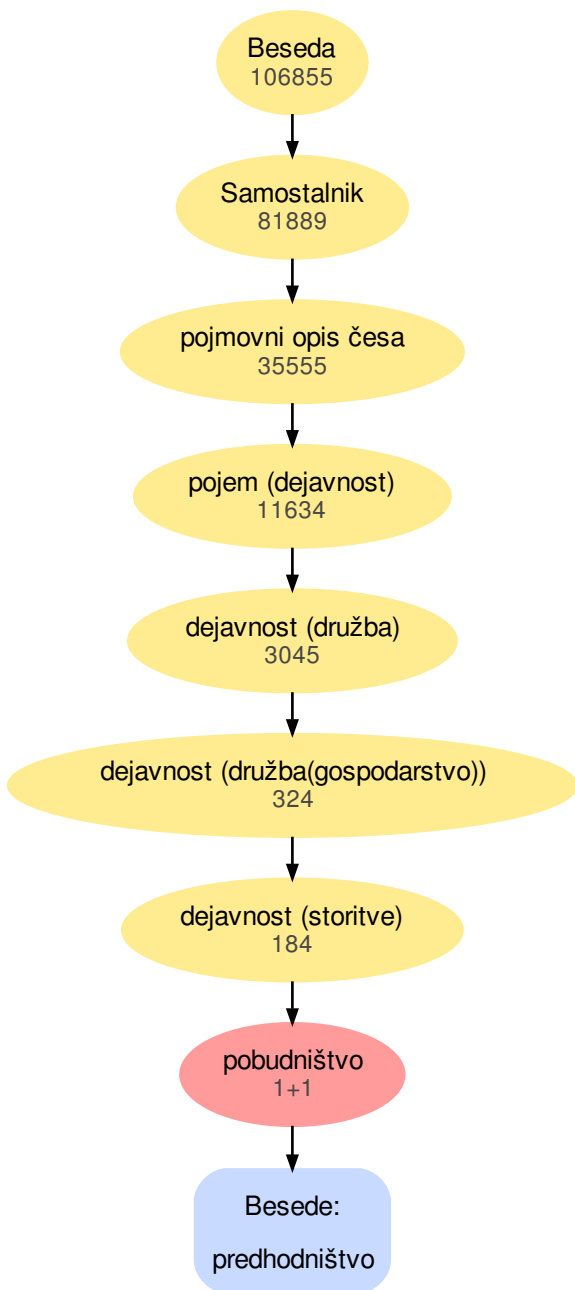 Beseda
106855
Samostalnik
81889
pojmovni opis česa
35555
pojem (dejavnost)
11634
dejavnost (družba)
3045
dejavnost (družba(gospodarstvo))
324
dejavnost (storitve)
184
pobudništvo
1+1
Besede:
predhodništvo